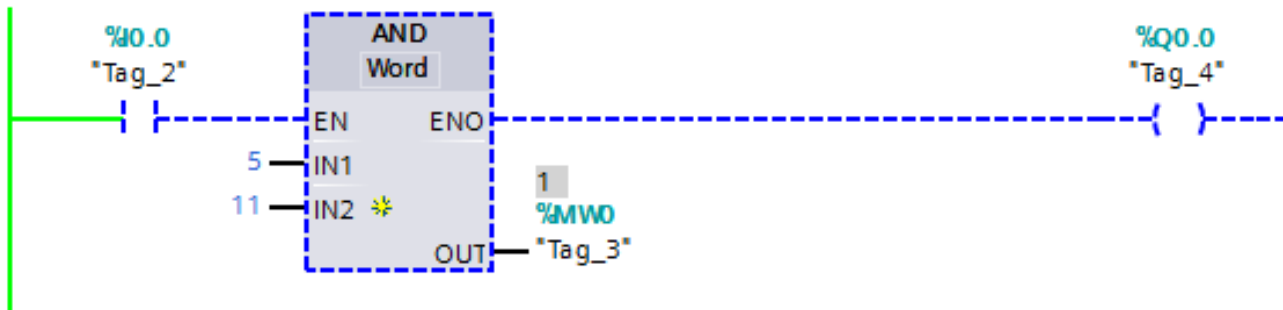 %I0.0
"Tag_2"
AND
Word
%Q0.0
"Tag_4"
EN ENO
5 IN1
11 IN2
1
%MW0
OUT "Tag_3"